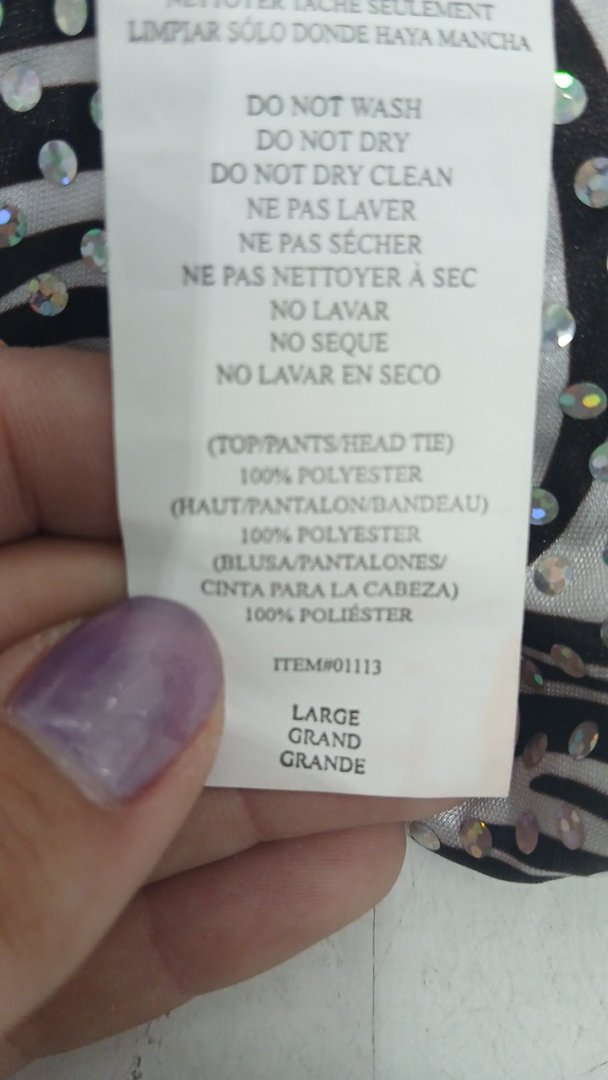 NETTOYER TACHE SEULEMENT
LIMPIAR SÓLO DONDE HAYA MANCHA
DO NOT WASH
DO NOT DRY
DO NOT DRY CLEAN
NE PAS LAVER
NE PAS SÉCHER
NE PAS NETTOYER À SEC
NO LAVAR
NO SEQUE
NO LAVAR EN SECO
(TOP/PANTS/HEAD TIE)
100% POLYESTER
(HAUT/PANTALON/BANDEAU)
100% POLYESTER
(BLUSA/PANTALONES/
CINTA PARA LA CABEZA)
100% POLIÉSTER
ITEM#01113
LARGE
GRAND
GRANDE